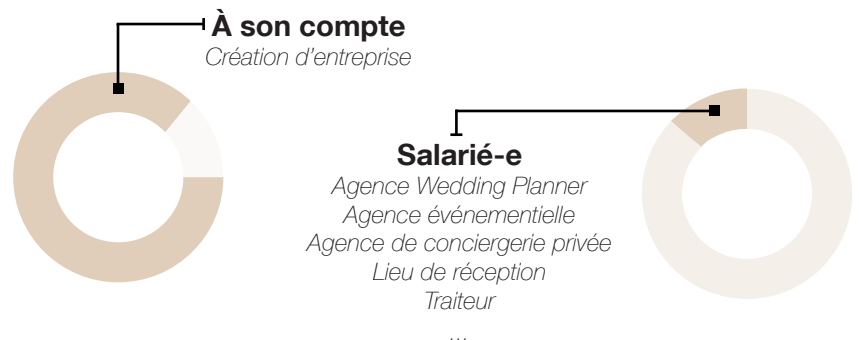 À son compte
Création d'entreprise
Salarié-e
Agence Wedding Planner
Agence événementielle
Agence de conciergerie privée
Lieu de réception
Traiteur
...